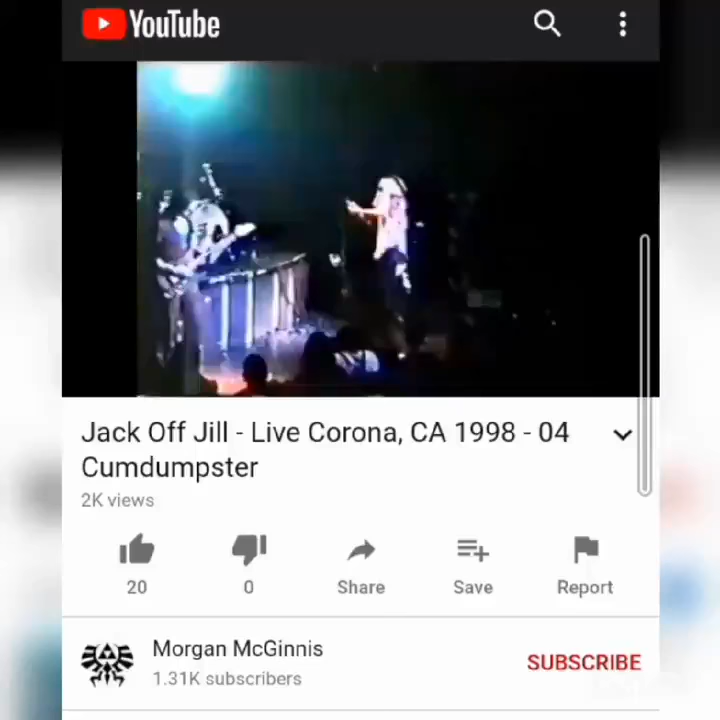 YouTube
Jack Off Jill - Live Corona, CA 1998 - 04
Cumdumpster
2K views
20
0
Share
Save
Report
Morgan McGinnis
SUBSCRIBE
1.31K subscribers